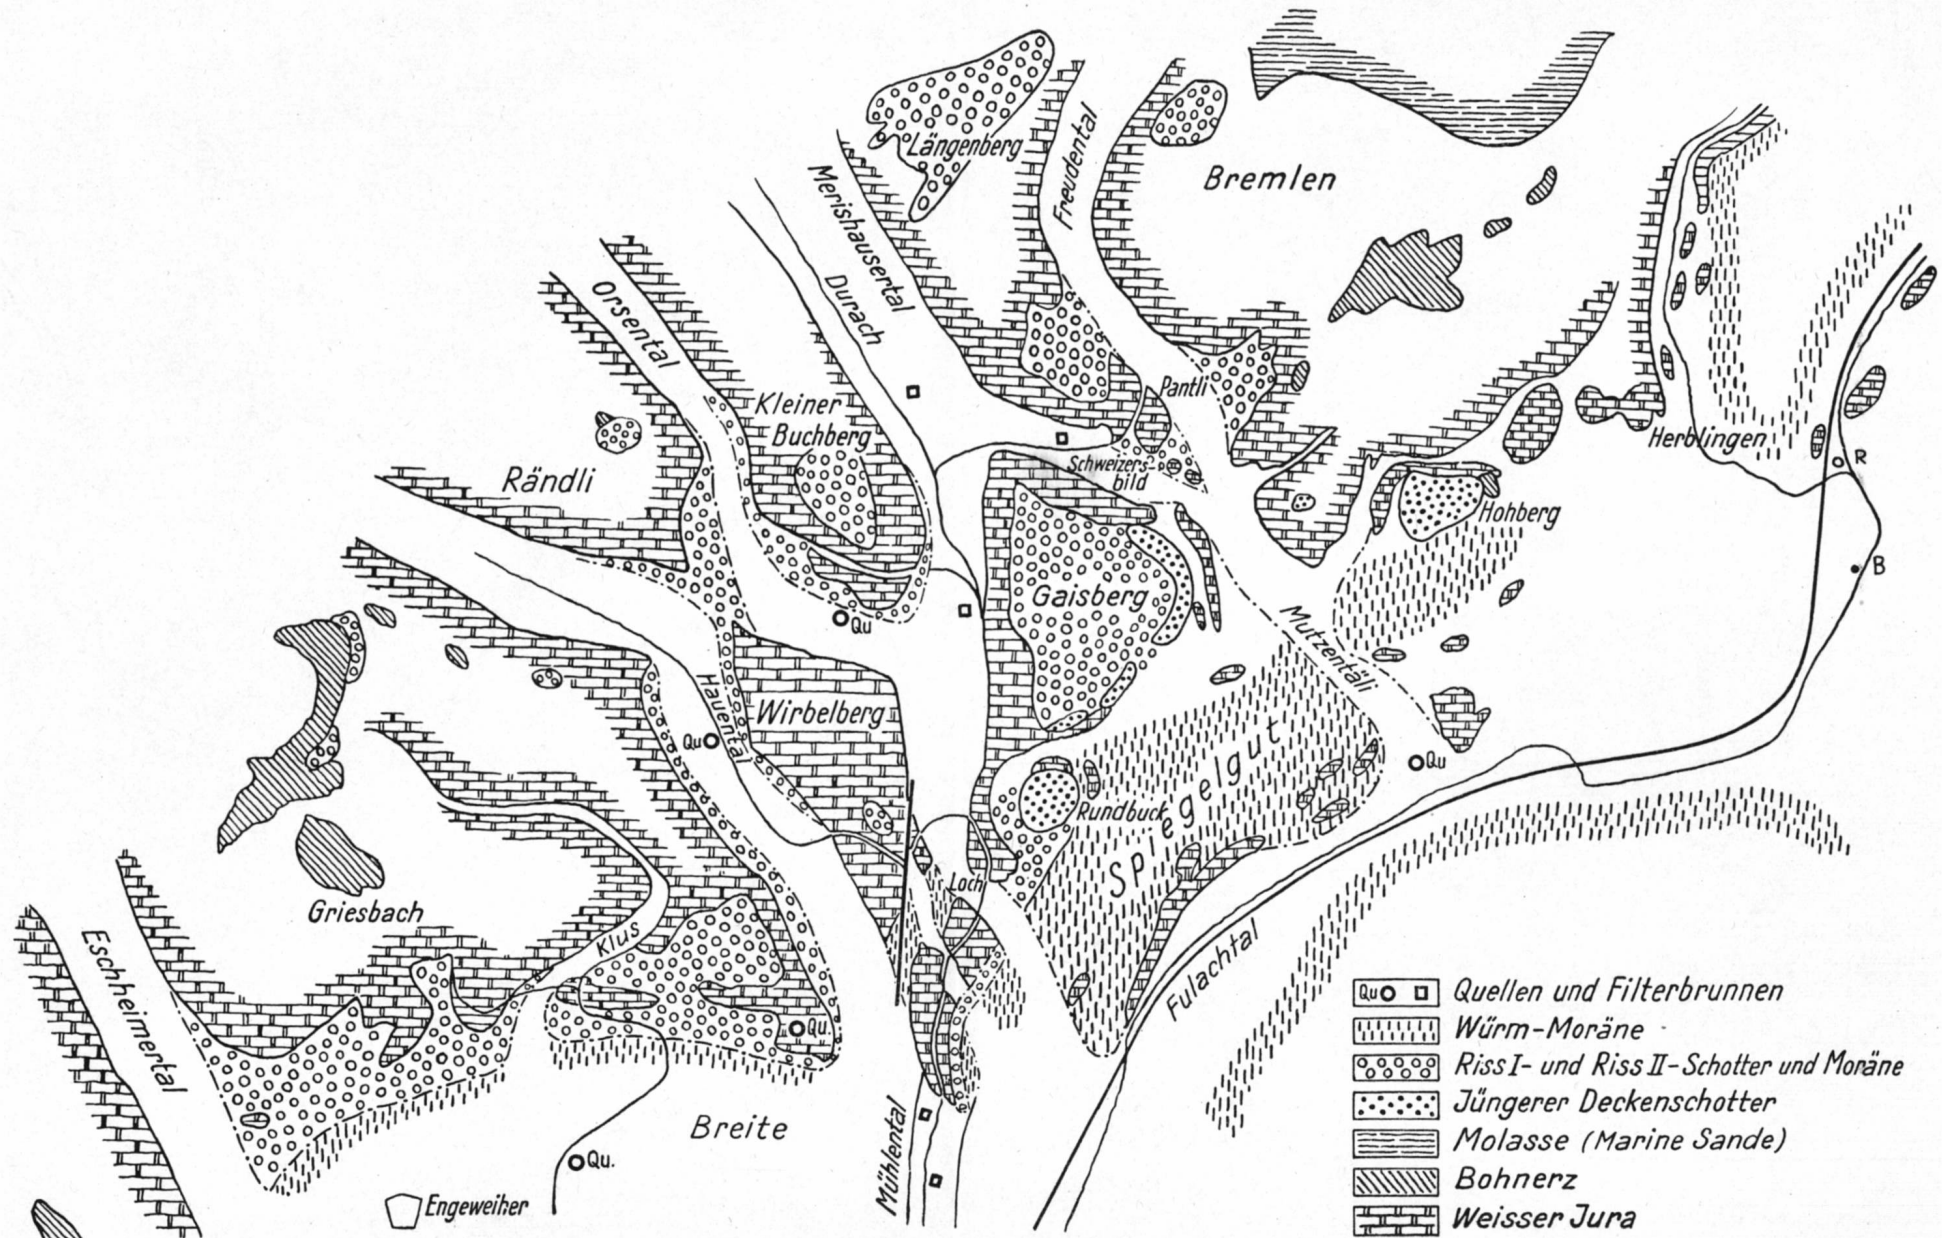 Längenberg
Freudental
Bremlen
Merishausertal
Durach
Orsental
Pantli
Kleiner
Buchberg
Herblingen
R
Schweizers-
bild
Rändli
Hohberg
B
Gaisberg
Qu
Mutzentäli
Hauental
Wirbelberg
Qu
Qu
Rundbuck
Spiegelgut
Loch
Griesbach
Klus
Eschheimertal
Fulachtal
Qu.
Breite
Mühlental
Qu.
Engeweiher
Qu Quellen und Filterbrunnen
Würm-Moräne
Riss I- und Riss II-Schotter und Moräne
Jüngerer Deckenschotter
Molasse (Marine Sande)
Bohnerz
Weisser Jura